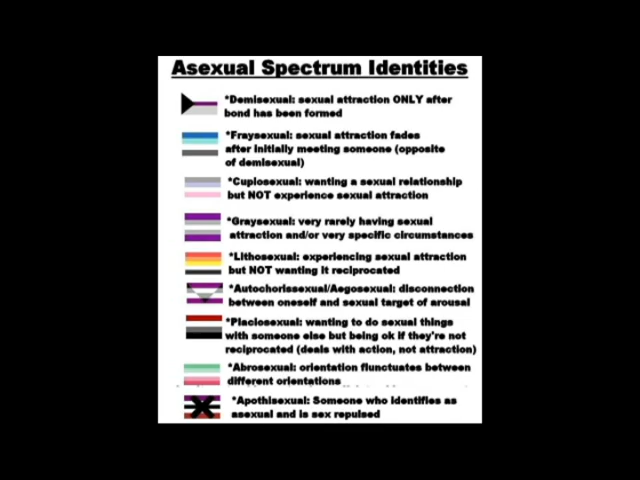 Asexual Spectrum Identities
*Demisexual: sexual attraction ONLY after
bond has been formed
*Fraysexual: sexual attraction fades
after initially meeting someone (opposite
of demisexual)
*Cupiosexual: wanting a sexual relationship
but NOT experience sexual attraction
*Graysexual: very rarely having sexual
attraction and/or very specific circumstances
*Lithosexual: experiencing sexual attraction
but NOT wanting it reciprocated
*Autochorissexual/Aegosexual: disconnection
between oneself and sexual target of arousal
*Placiosexual: wanting to do sexual things
with someone else but being ok if they're not
reciprocated (deals with action, not attraction)
*Abrosexual: orientation flunctuates between
different orientations
*Apothisexual: Someone who identifies as
asexual and is sex repulsed